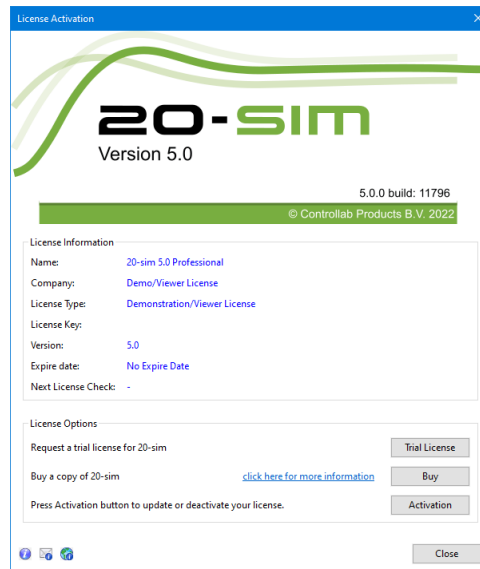 License Activation
20-sim
Version 5.0
5.0.0 build: 11796
© Controllab Products B.V. 2022
License Information
Name: 20-sim 5.0 Professional
Company: Demo/Viewer License
License Type: Demonstration/Viewer License
License Key:
Version: 5.0
Expire date: No Expire Date
Next License Check: -
License Options
Request a trial license for 20-sim Trial License
Buy a copy of 20-sim click here for more information Buy
Press Activation button to update or deactivate your license. Activation
Close